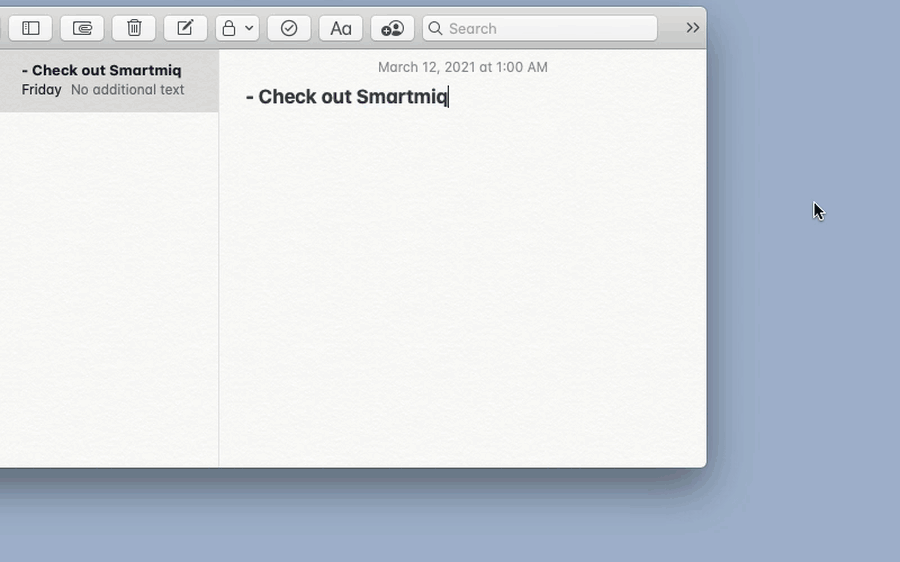 Aa
Search
- Check out Smartmiq
Friday No additional text
March 12, 2021 at 1:00 AM
- Check out Smartmiq